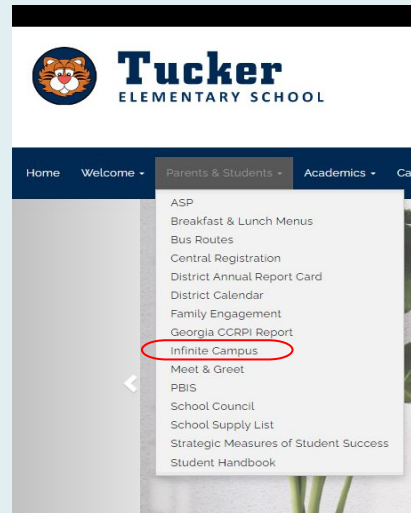 Tucker
ELEMENTARY SCHOOL
Home Welcome Parents & Students Academics Ca
ASP
Breakfast & Lunch Menus
Bus Routes
Central Registration
District Annual Report Card
District Calendar
Family Engagement
Georgia CCRPI Report
Infinite Campus
Meet & Greet
PBIS
School Council
School Supply List
Strategic Measures of Student Success
Student Handbook